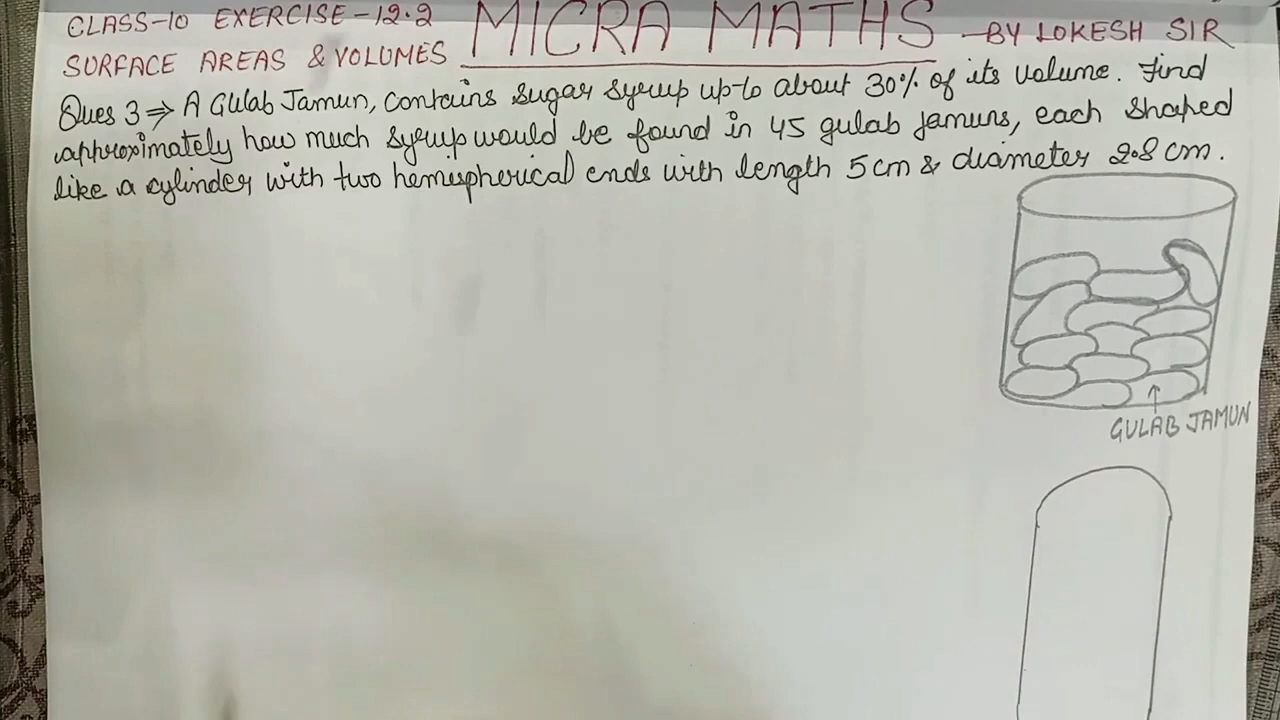 CLASS-10 EXERCISE-12.2 MICRA MATHS -BY LOKESH SIR
SURFACE AREAS & VOLUMES
Ques 3 ⇒ A Gulab Jamun, contains sugar syrup up-to about 30% of its volume. Find
approximately how much syrup would be found in 45 gulab jamuns, each shaped
like a cylinder with two hemispherical ends with length 5 cm & diameter 2.8 cm.
GULAB JAMUN